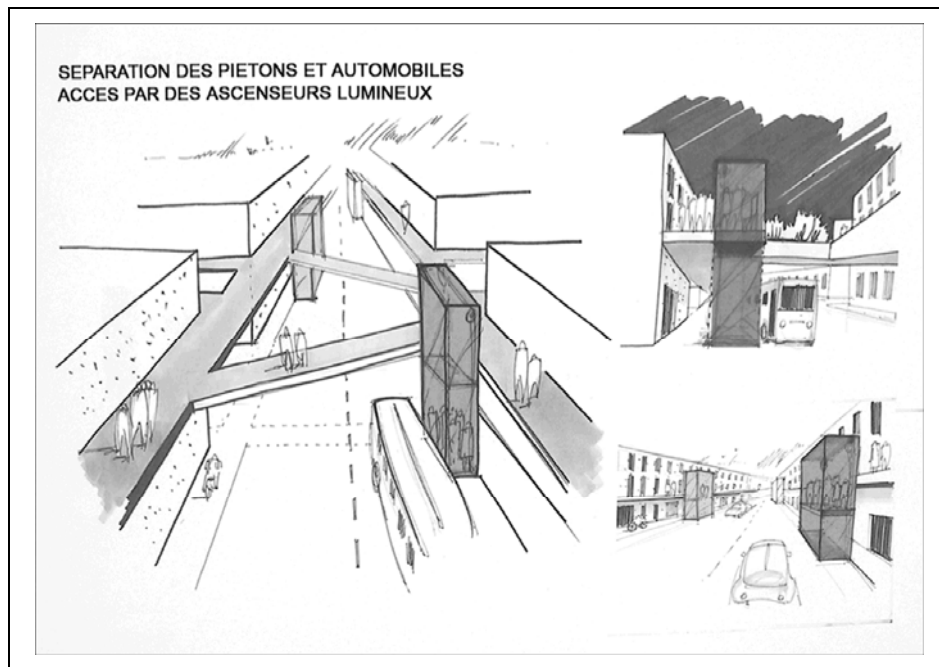 SEPARATION DES PIETONS ET AUTOMOBILES
ACCES PAR DES ASCENSEURS LUMINEUX